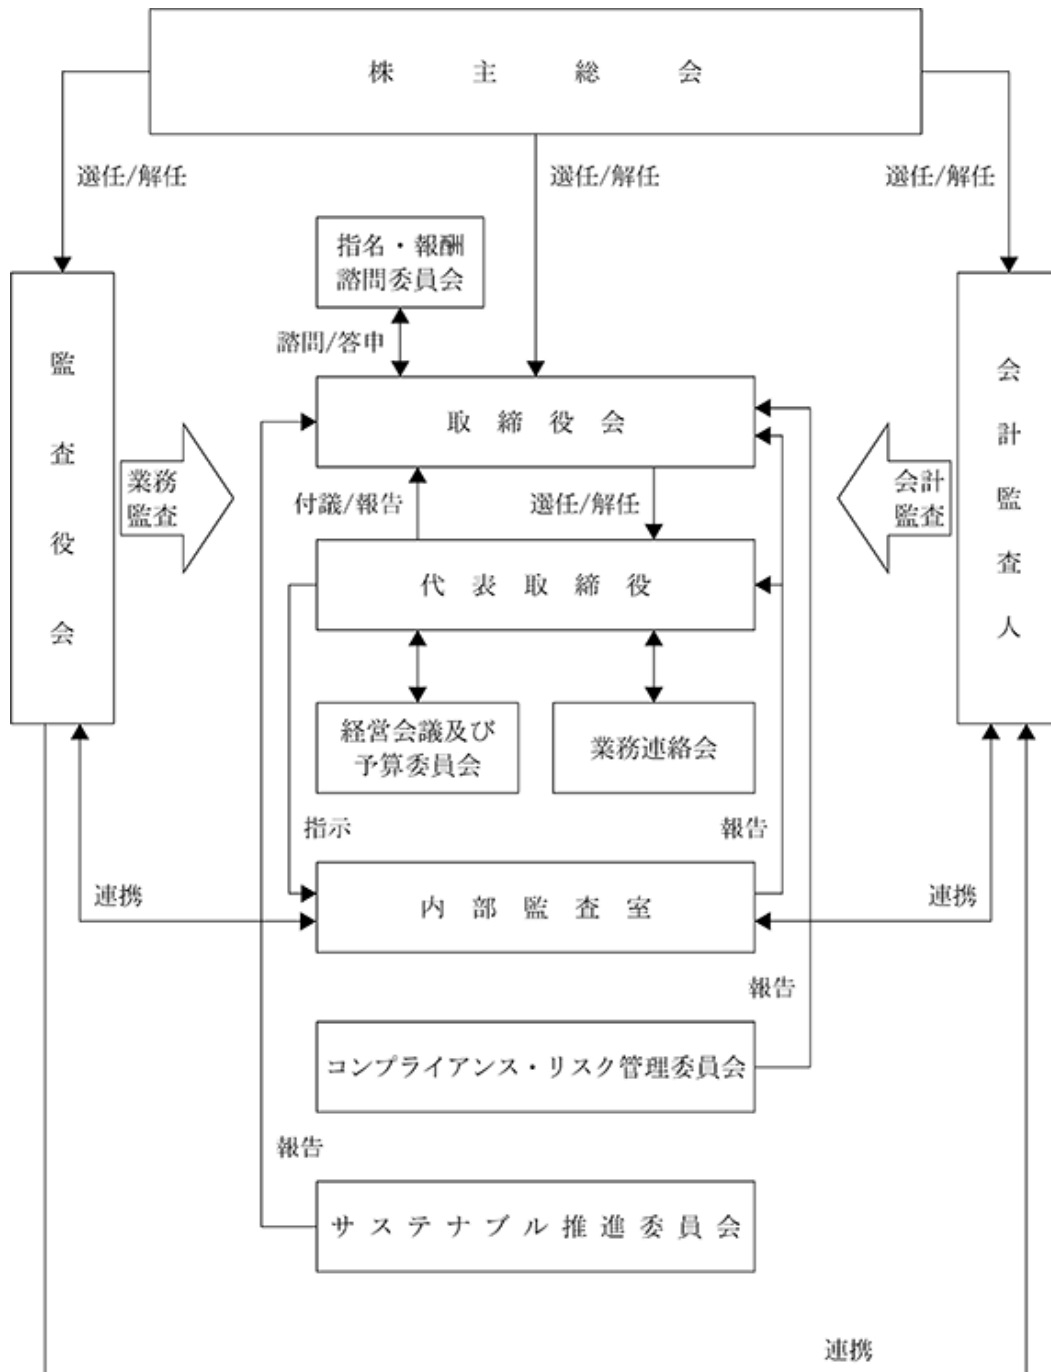 株主総会
選任/解任
選任/解任
選任/解任
指名・報酬
諮問委員会
諮問/答申
監査役会
業務
監査
取締役会
会計
監査
会計監査人
付議/報告
選任/解任
代表取締役
経営会議及び
予算委員会
業務連絡会
指示
報告
連携
内部監査室
連携
報告
コンプライアンス・リスク管理委員会
報告
サステナブル推進委員会
連携